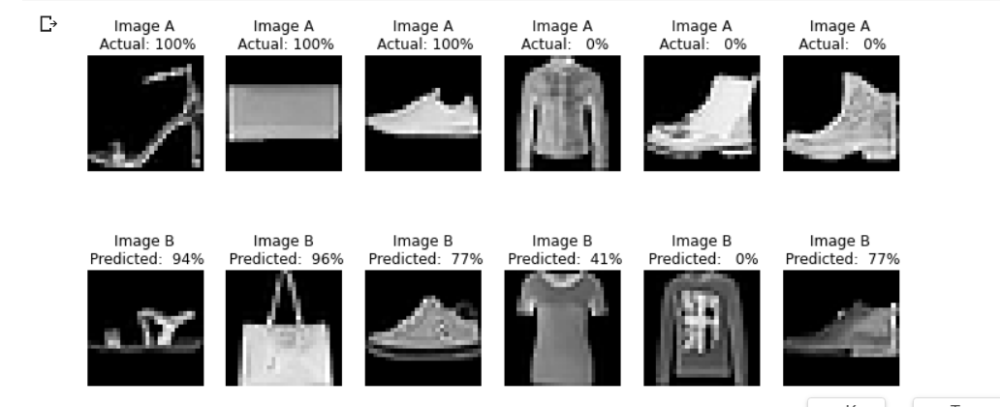 Image A Image A Image A Image A Image A Image A
Actual: 100% Actual: 100% Actual: 100% Actual: 0% Actual: 0% Actual: 0%
Image B Image B Image B Image B Image B Image B
Predicted: 94% Predicted: 96% Predicted: 77% Predicted: 41% Predicted: 0% Predicted: 77%